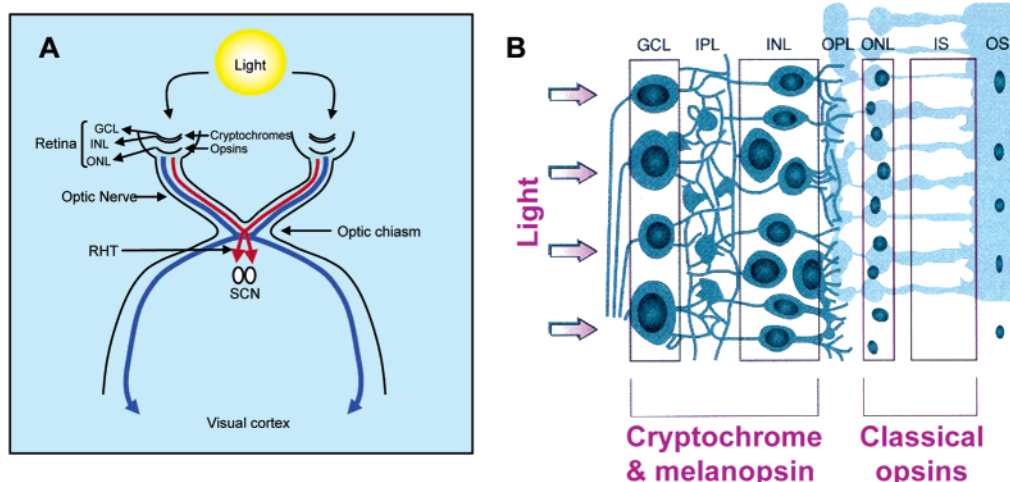 A
Light
Retina
GCL
INL
ONL
Cryptochromes
Opsins
Optic Nerve
Optic chiasm
RHT
SCN
Visual cortex
B
GCL IPL INL OPL ONL IS OS
Light
Cryptochrome
& melanopsin
Classical
opsins